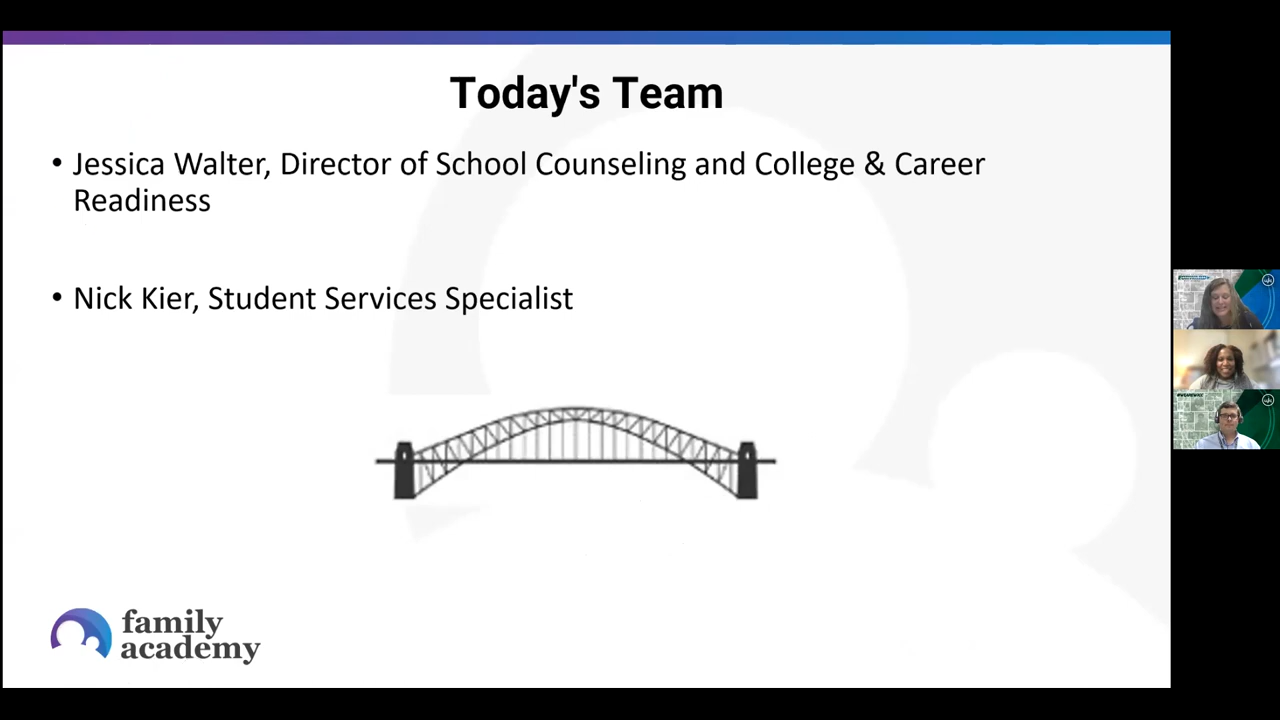 Today's Team
• Jessica Walter, Director of School Counseling and College & Career
Readiness
• Nick Kier, Student Services Specialist
family
academy